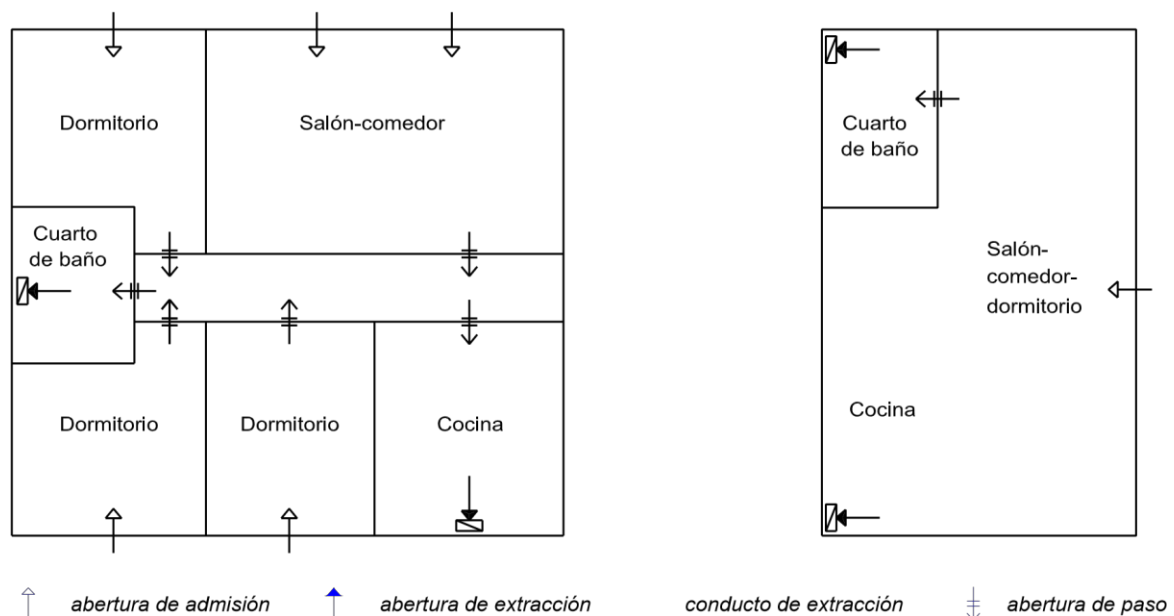 Dormitorio
Salón-comedor
Cuarto
de baño
Dormitorio
Dormitorio
Cocina
Cuarto
de baño
Salón-
comedor-
dormitorio
Cocina
abertura de admisión
abertura de extracción
conducto de extracción
abertura de paso